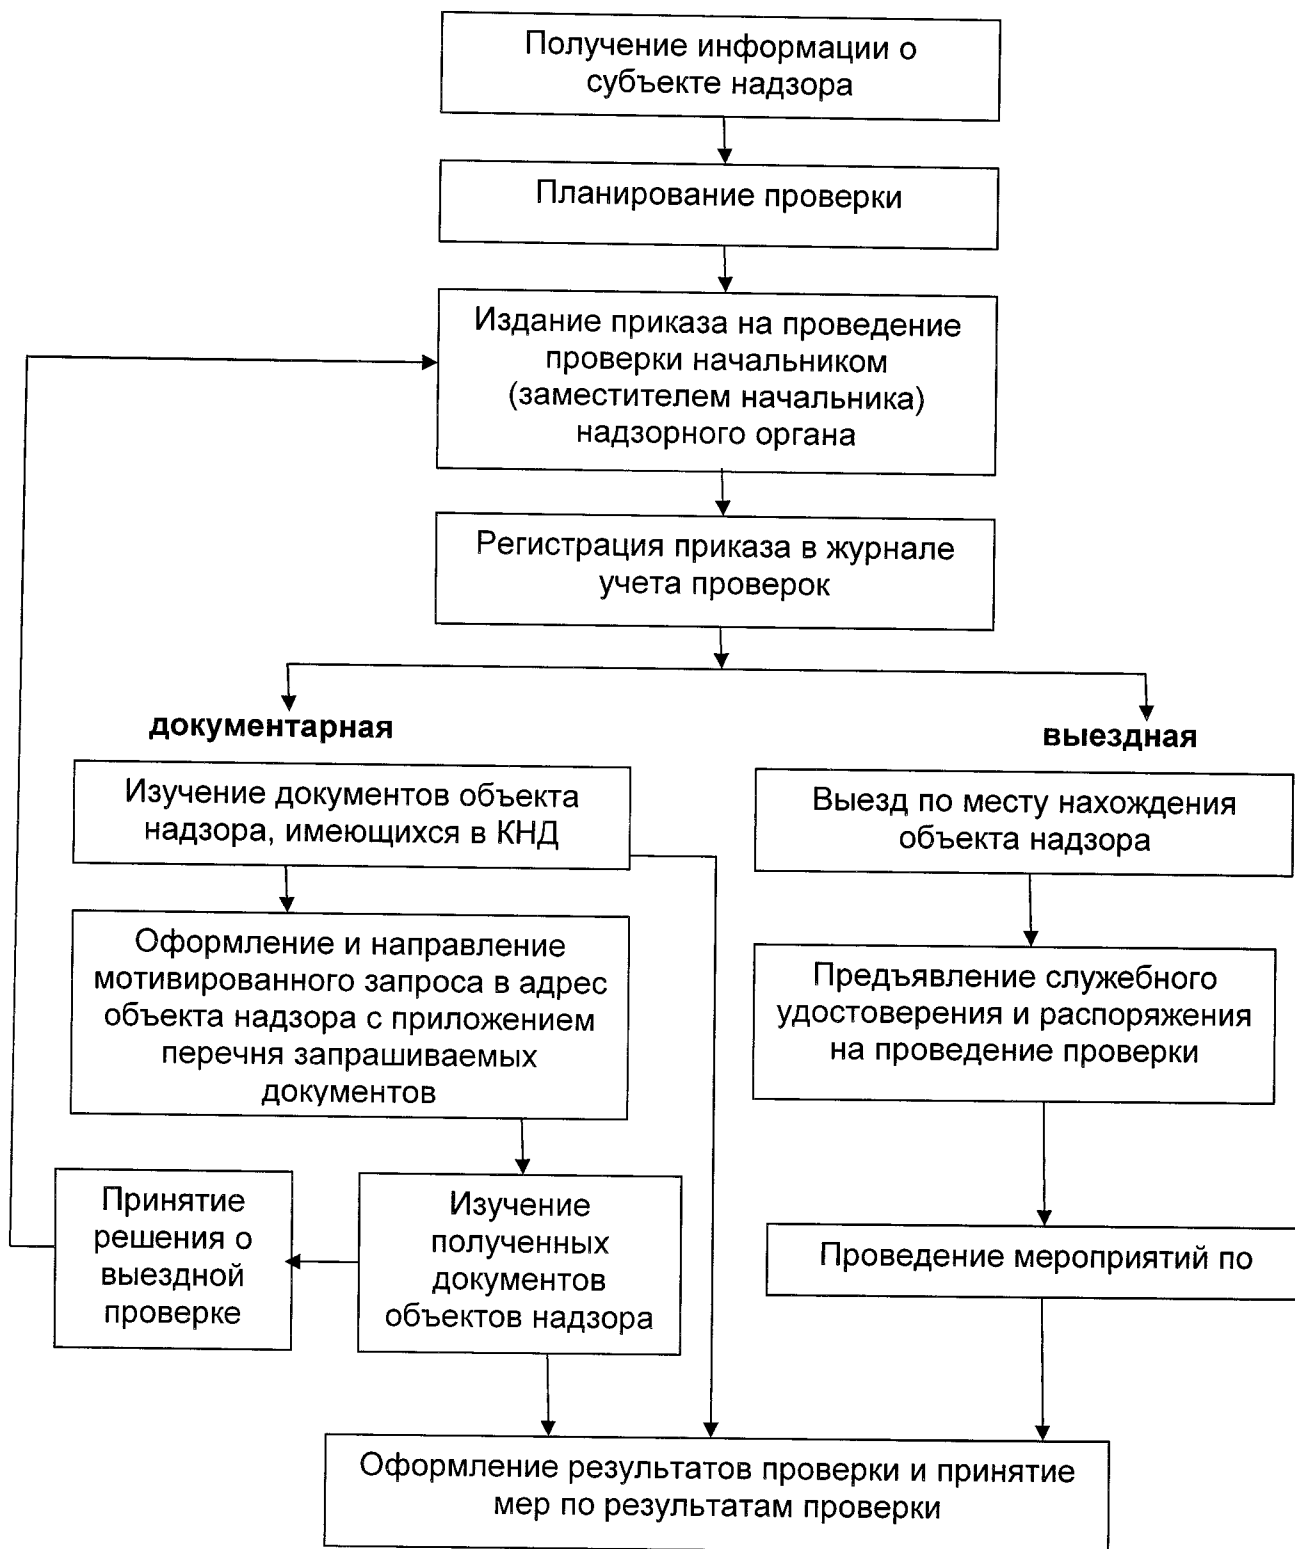 Получение информации о
субъекте надзора
Планирование проверки
Издание приказа на проведение
проверки начальником
(заместителем начальника)
надзорного органа
Регистрация приказа в журнале
учета проверок
документарная
Изучение документов объекта
надзора, имеющихся в КНД
Оформление и направление
мотивированного запроса в адрес
объекта надзора с приложением
перечня запрашиваемых
документов
Изучение
полученных
документов
объектов надзора
Принятие
решения о
выездной
проверке
выездная
Выезд по месту нахождения
объекта надзора
Предъявление служебного
удостоверения и распоряжения
на проведение проверки
Проведение мероприятий по
Оформление результатов проверки и принятие
мер по результатам проверки